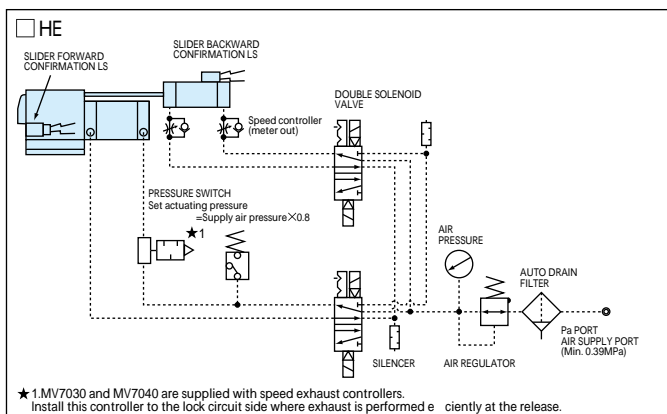 HE
SLIDER FORWARD
CONFIRMATION LS
SLIDER BACKWARD
CONFIRMATION LS
Speed controller
(meter out)
DOUBLE SOLENOID
VALVE
PRESSURE SWITCH
Set actuating pressure
=Supply air pressure×0.8
★1
AIR
PRESSURE
AUTO DRAIN
FILTER
Pa PORT
AIR SUPPLY PORT
(Min. 0.39MPa)
SILENCER
AIR REGULATOR
★1.MV7030 and MV7040 are supplied with speed exhaust controllers.
Install this controller to the lock circuit side where exhaust is performed e ciently at the release.